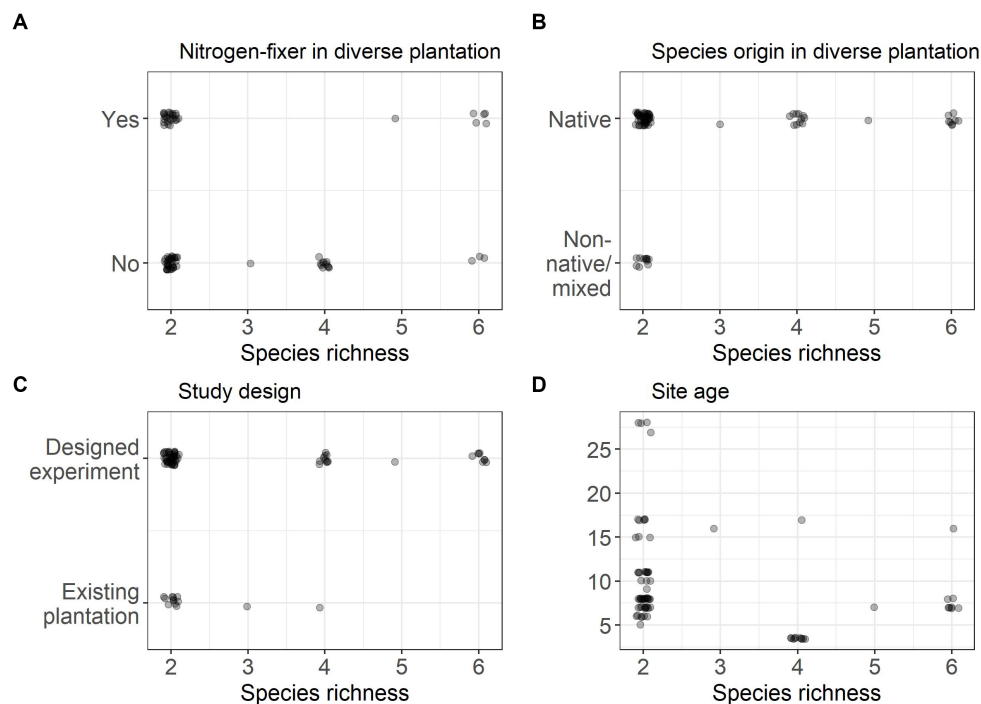 A
Nitrogen-fixer in diverse plantation
Yes
No
2 3 4 5 6
Species richness
B
Species origin in diverse plantation
Native
Non-
native/
mixed
2 3 4 5 6
Species richness
C
Study design
Designed
experiment
Existing
plantation
2 3 4 5 6
Species richness
D
Site age
25
20
15
10
5
2 3 4 5 6
Species richness